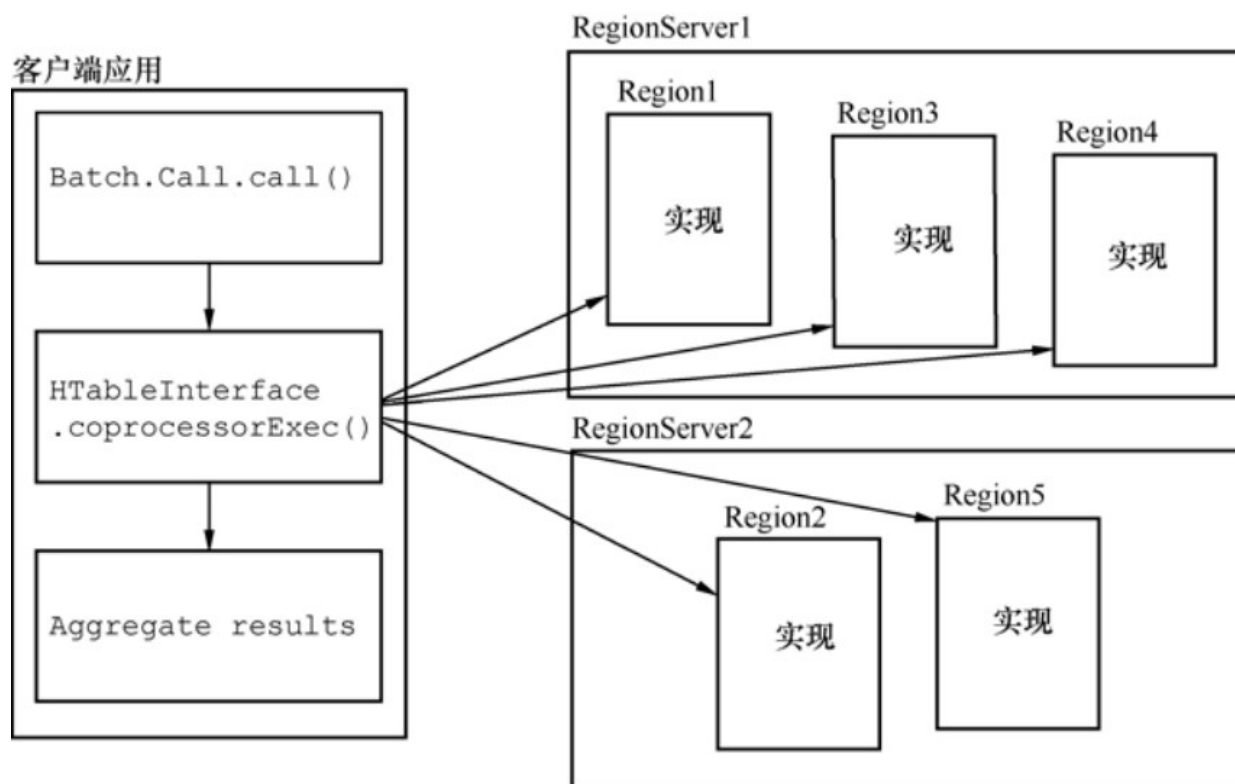 客户端应用
Batch.Call.call()
HTableInterface
.coprocessorExec()
Aggregate results
RegionServer1
Region1
实现
Region3
实现
Region4
实现
RegionServer2
Region2
实现
Region5
实现